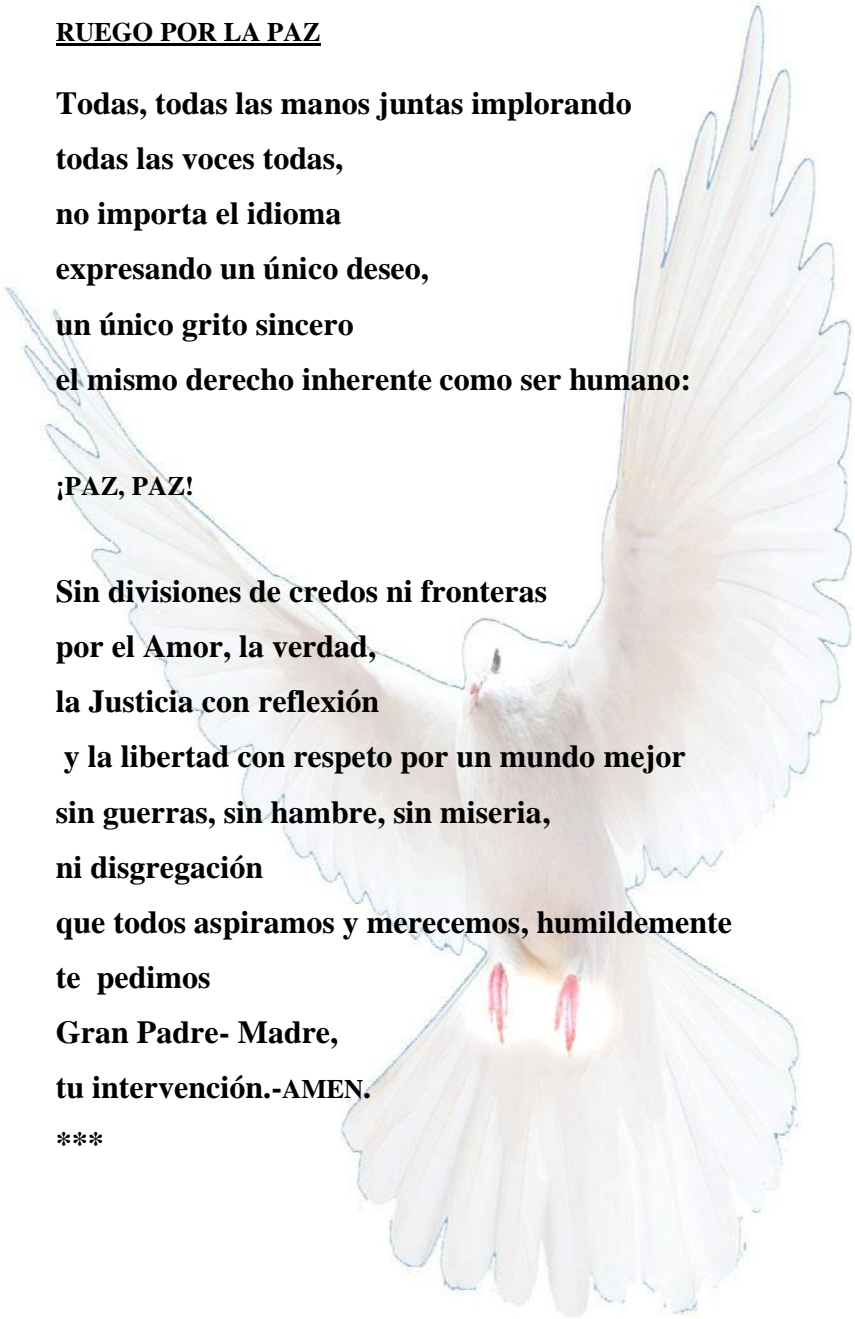 RUEGO POR LA PAZ
Todas, todas las manos juntas implorando
todas las voces todas,
no importa el idioma
expresando un único deseo,
un único grito sincero
el mismo derecho inherente como ser humano:
¡PAZ, PAZ!
Sin divisiones de credos ni fronteras
por el Amor, la verdad,
la Justicia con reflexión
y la libertad con respeto por un mundo mejor
sin guerras, sin hambre, sin miseria,
ni disgregación
que todos aspiramos y merecemos, humildemente
te  pedimos
Gran Padre- Madre,
tu intervención.-AMEN.
***